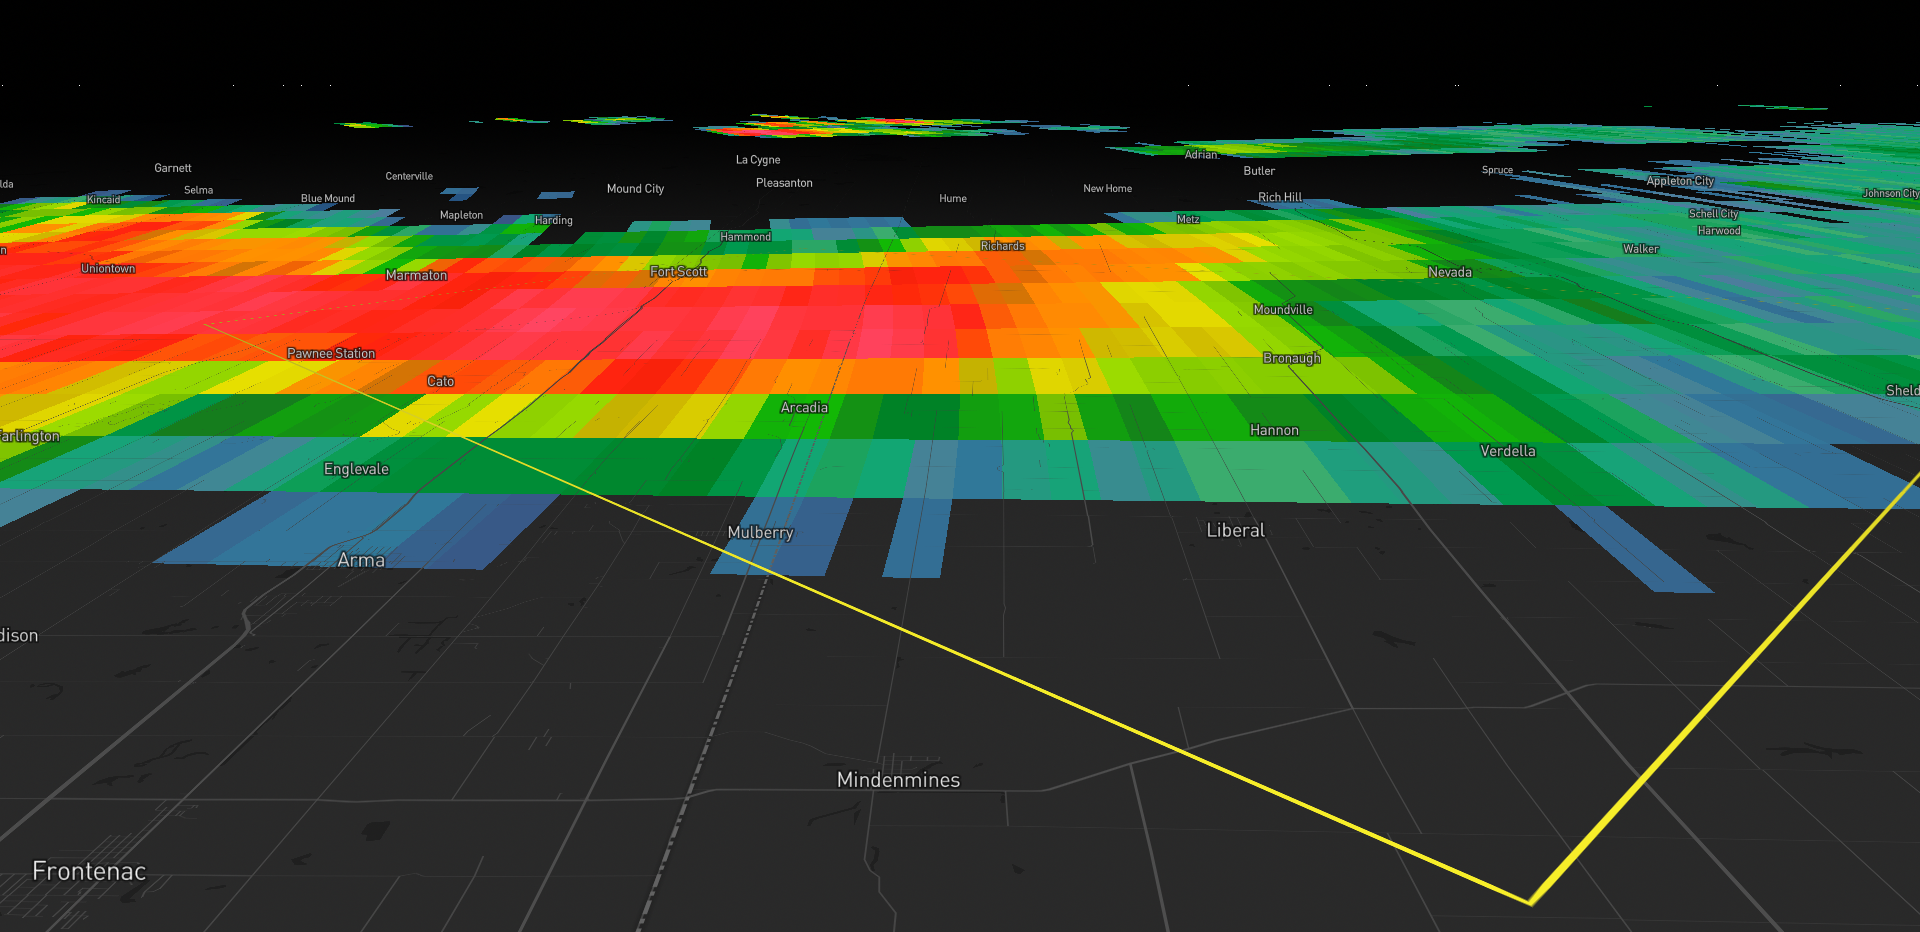 La Cygne
Adrian
Garnett
Butler
Spruce
Centerville
Pleasanton
Appleton City
Selma
Mound City
New Home
Johnson City
Kincaid
Blue Mound
Hume
Rich Hill
Mapleton
Harding
Metz
Schell City
Harwood
Hammond
Richards
Walker
Uniontown
Marmaton
Fort Scott
Nevada
Moundville
Pawnee Station
Bronaugh
Cato
Sheld
Arcadia
arlington
Hannon
Verdella
Englevale
Mulberry
Liberal
Arma
dison
Mindenmines
Frontenac